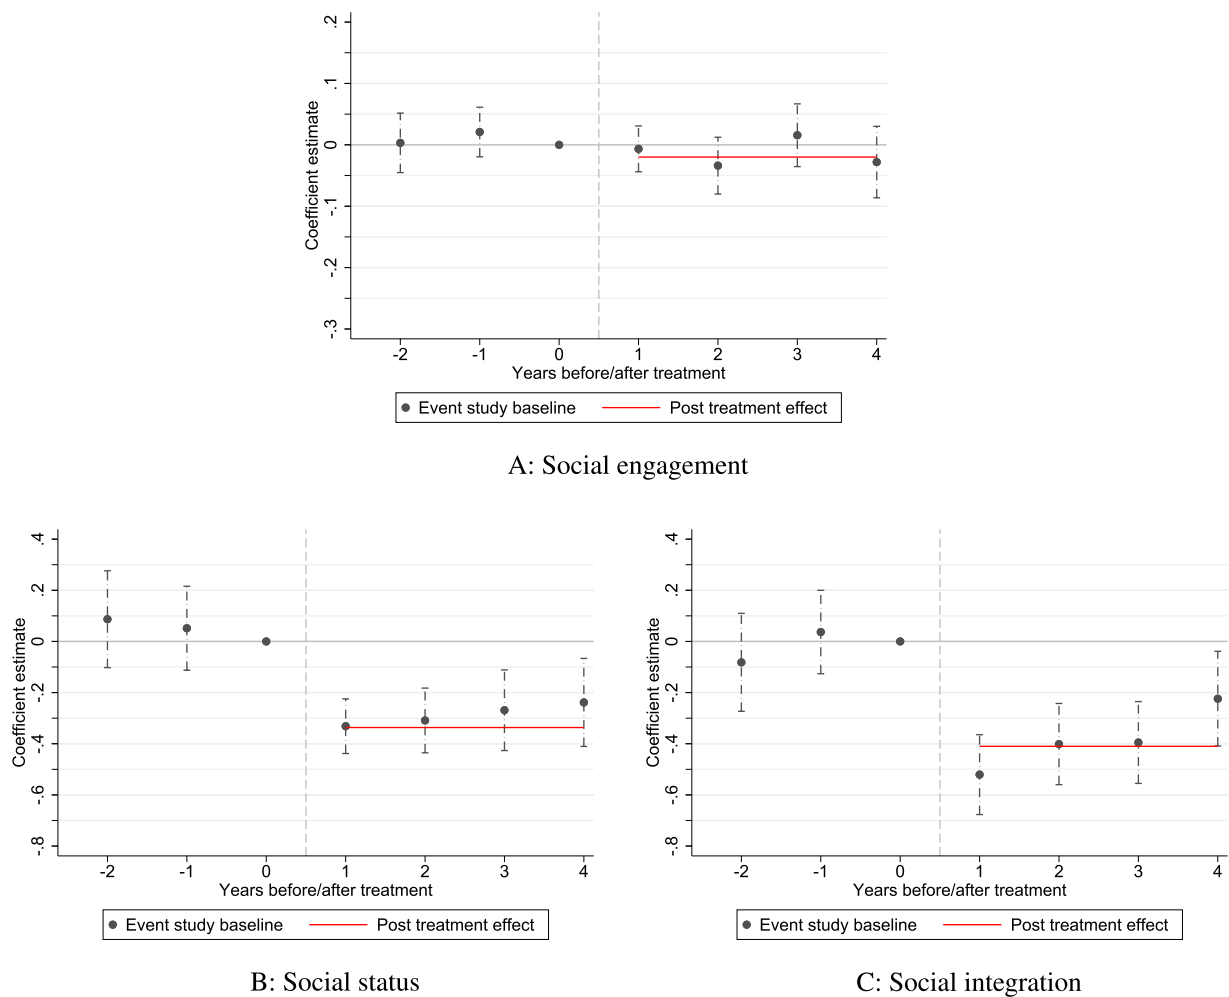 .2
.1
0
-.1
-.2
-.3
Coefficient estimate
-2 -1 0 1 2 3 4
Years before/after treatment
Event study baseline Post treatment effect
A: Social engagement
.4
.2
0
-.2
-.4
-.6
-.8
Coefficient estimate
-2 -1 0 1 2 3 4
Years before/after treatment
Event study baseline Post treatment effect
B: Social status
.4
.2
0
-.2
-.4
-.6
-.8
Coefficient estimate
-2 -1 0 1 2 3 4
Years before/after treatment
Event study baseline Post treatment effect
C: Social integration